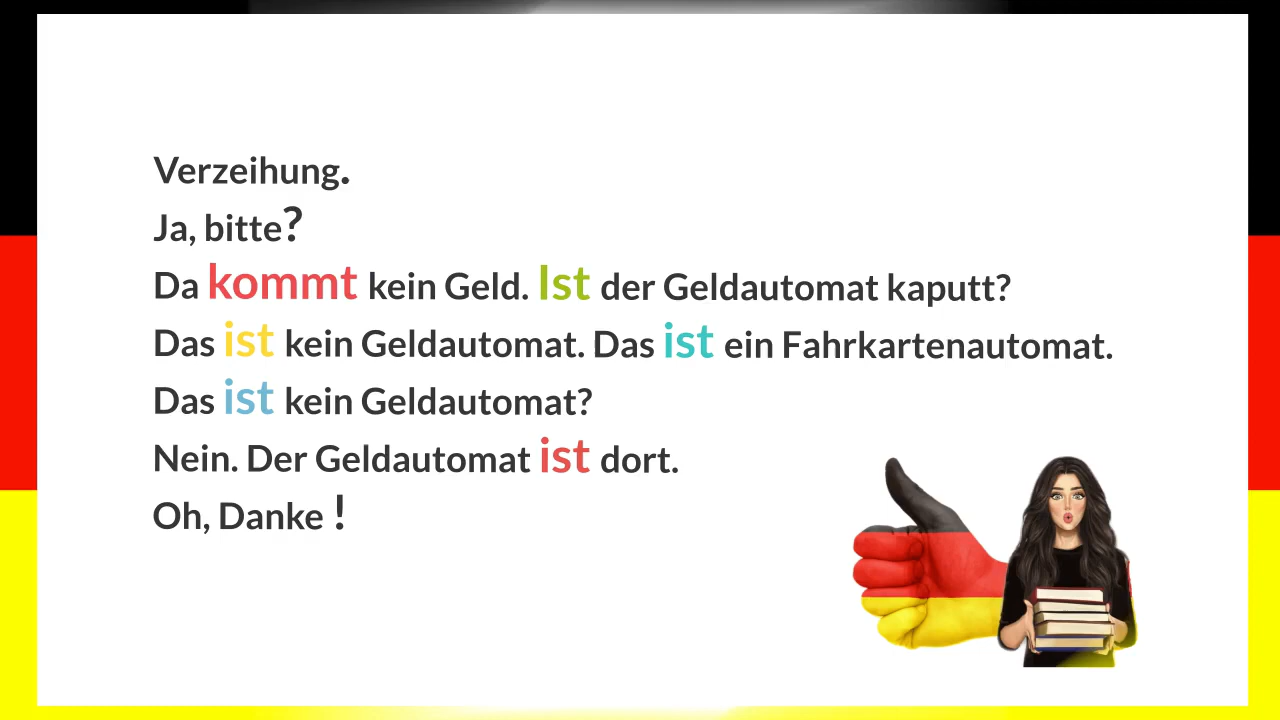 Verzeihung.
Ja, bitte?
Da kommt kein Geld. Ist der Geldautomat kaputt?
Das ist kein Geldautomat. Das ist ein Fahrkartenautomat.
Das ist kein Geldautomat?
Nein. Der Geldautomat ist dort.
Oh, Danke !